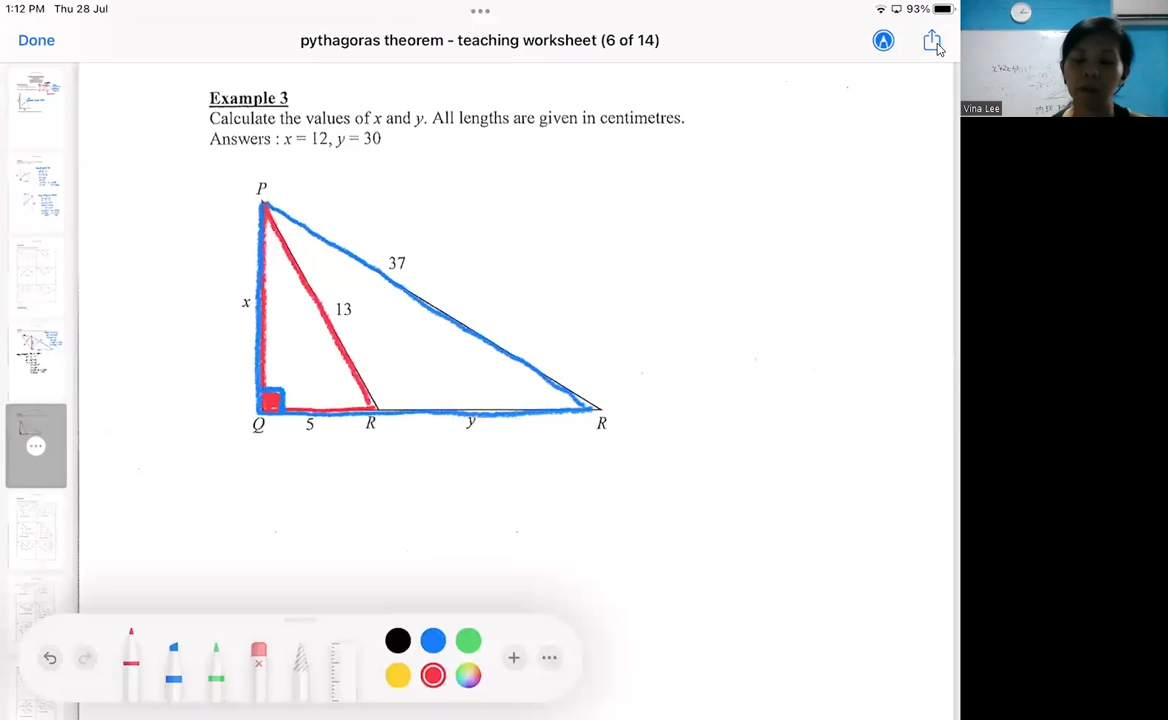 1:12 PM Thu 28 Jul
93%
Done
pythagoras theorem - teaching worksheet (6 of 14)
Vina Lee
Example 3
Calculate the values of x and y. All lengths are given in centimetres.
Answers : x = 12, y = 30
P
37
x
13
Q
5
R
y
R